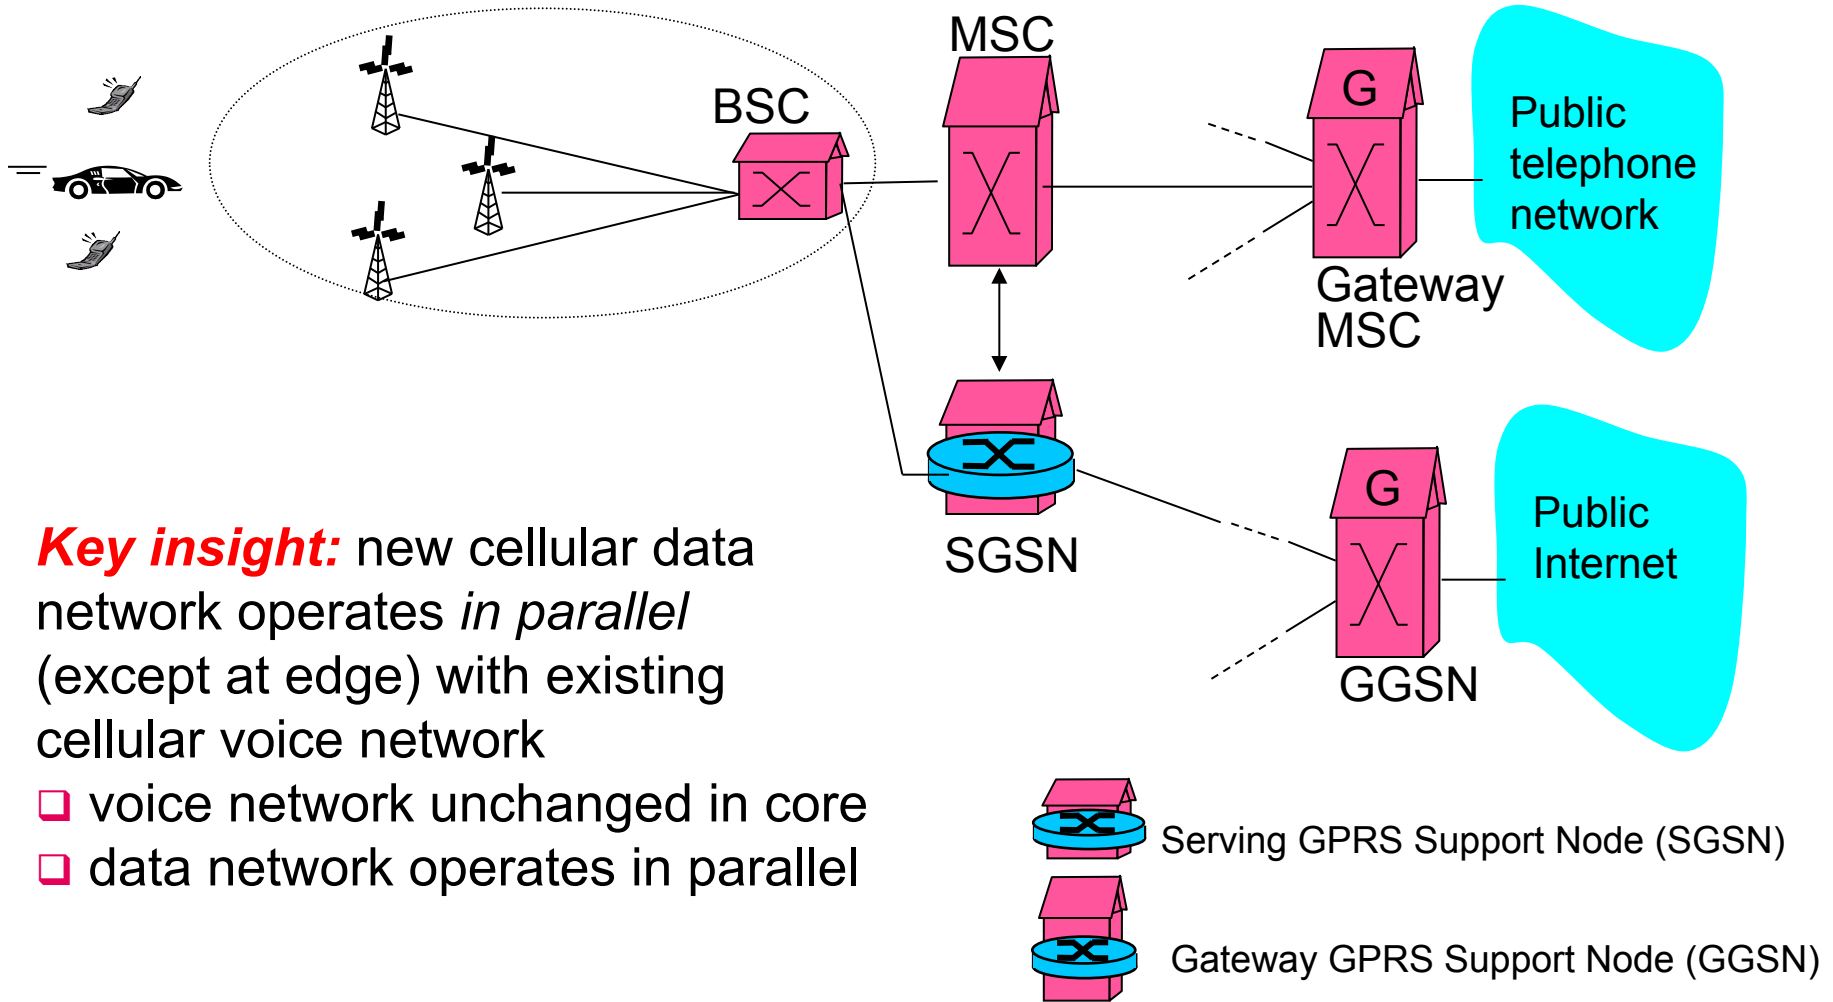 MSC
BSC
G
Public
telephone
network
Gateway
MSC
G
Public
Internet
SGSN
GGSN
Key insight: new cellular data
network operates in parallel
(except at edge) with existing
cellular voice network
voice network unchanged in core
data network operates in parallel
Serving GPRS Support Node (SGSN)
Gateway GPRS Support Node (GGSN)